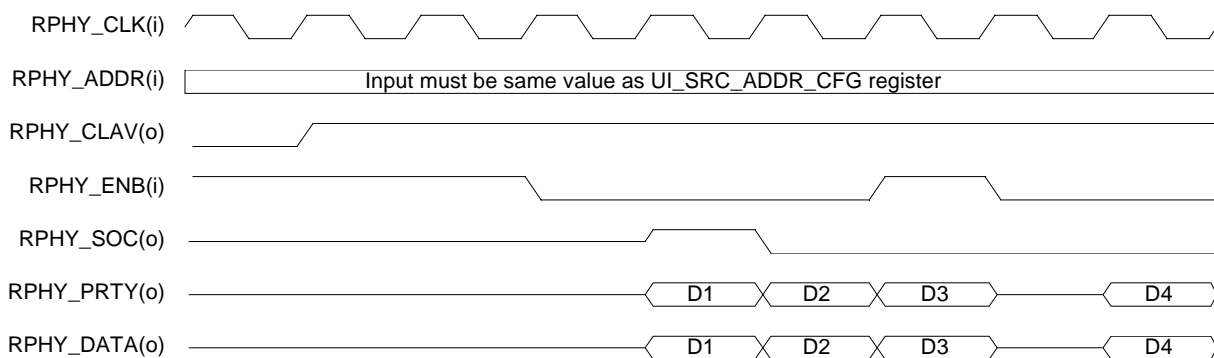 RPHY_CLK(i)
RPHY_ADDR(i) Input must be same value as UI_SRC_ADDR_CFG register
RPHY_CLAV(o)
RPHY_ENB(i)
RPHY_SOC(o)
RPHY_PRTY(o) D1 D2 D3 D4
RPHY_DATA(o) D1 D2 D3 D4